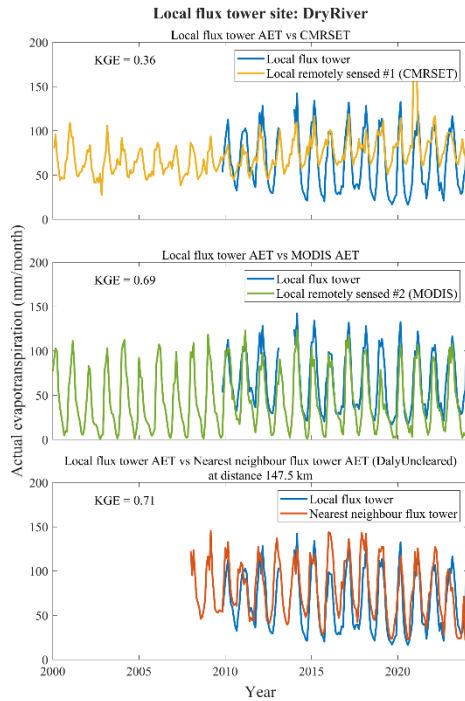 Local flux tower site: DryRiver
Local flux tower AET vs CMRSET
200
150
100
50
0
KGE = 0.36
Local flux tower
Local remotely sensed #1 (CMRSET)
Local flux tower AET vs MODIS AET
200
150
100
50
0
KGE = 0.69
Local flux tower
Local remotely sensed #2 (MODIS)
Actual evapotranspiration (mm/month)
Local flux tower AET vs Nearest neighbour flux tower AET (DalyUncleared)
at distance 147.5 km
200
150
100
50
0
KGE = 0.71
Local flux tower
Nearest neighbour flux tower
2000 2005 2010 2015 2020
Year